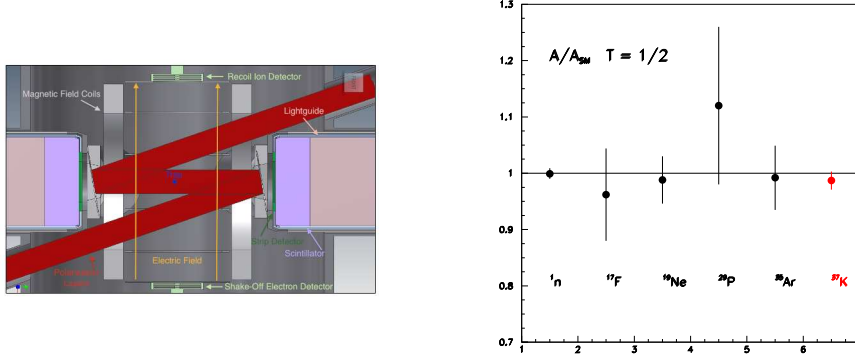 Recoil Ion Detector
Magnetic Field Coils
Lightguide
Strip Detector
Scintillator
Electric Field
Shake-Off Electron Detector
1.3
A/A_SM T = 1/2
1.2
1.1
1
0.9
¹n ¹⁷F ¹⁹Ne ²⁹P ³⁵Ar ³⁷K
0.8
0.7
1 2 3 4 5 6